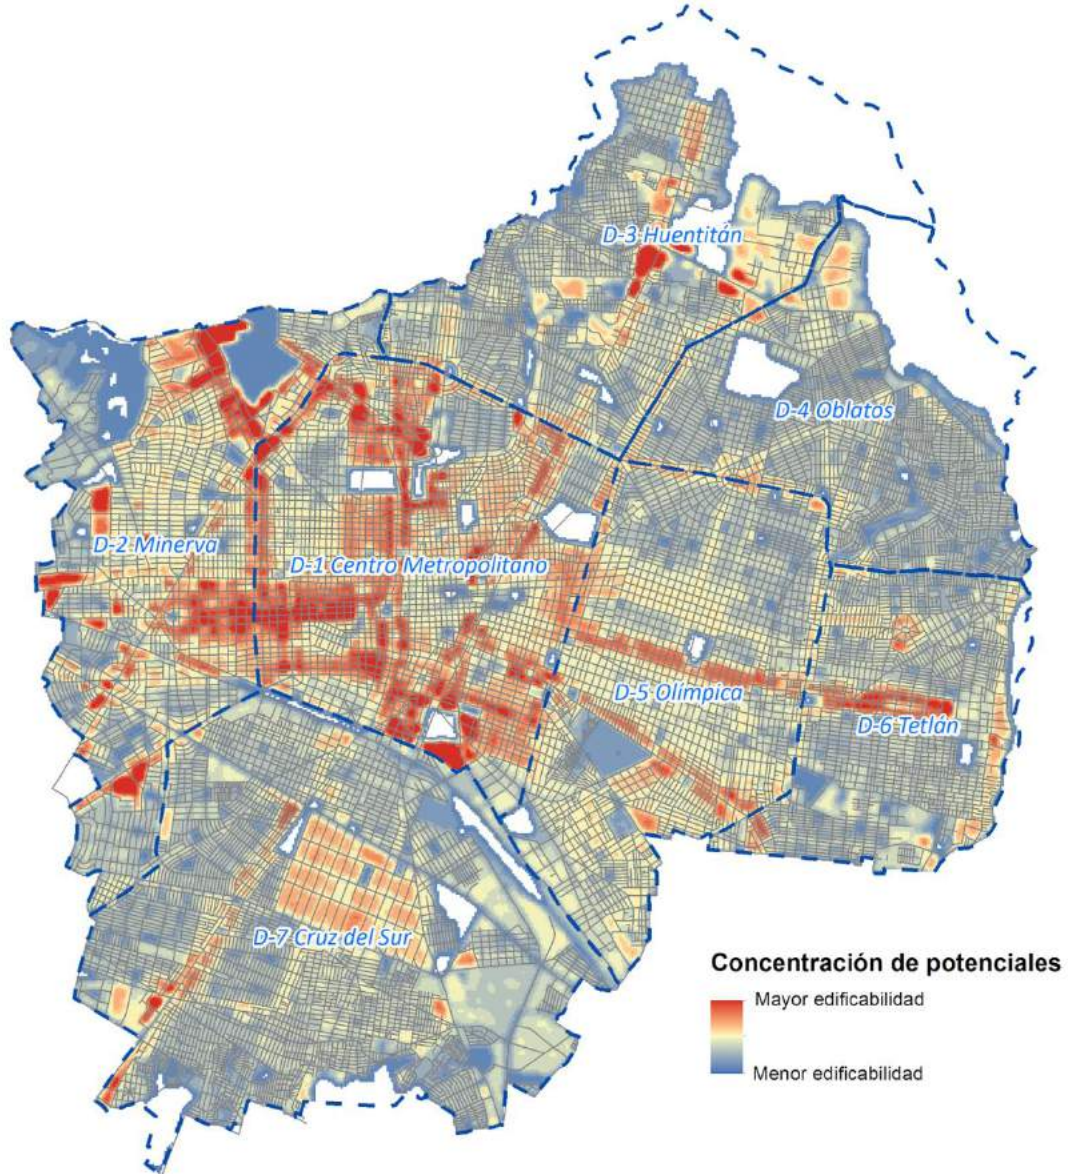 D-3 Huentitán
D-4 Oblatos
D-2 Minerva
D-1 Centro Metropolitano
D-5 Olímpica
D-6 Tetlán
D-7 Cruz del Sur
Concentración de potenciales
Mayor edificabilidad
Menor edificabilidad